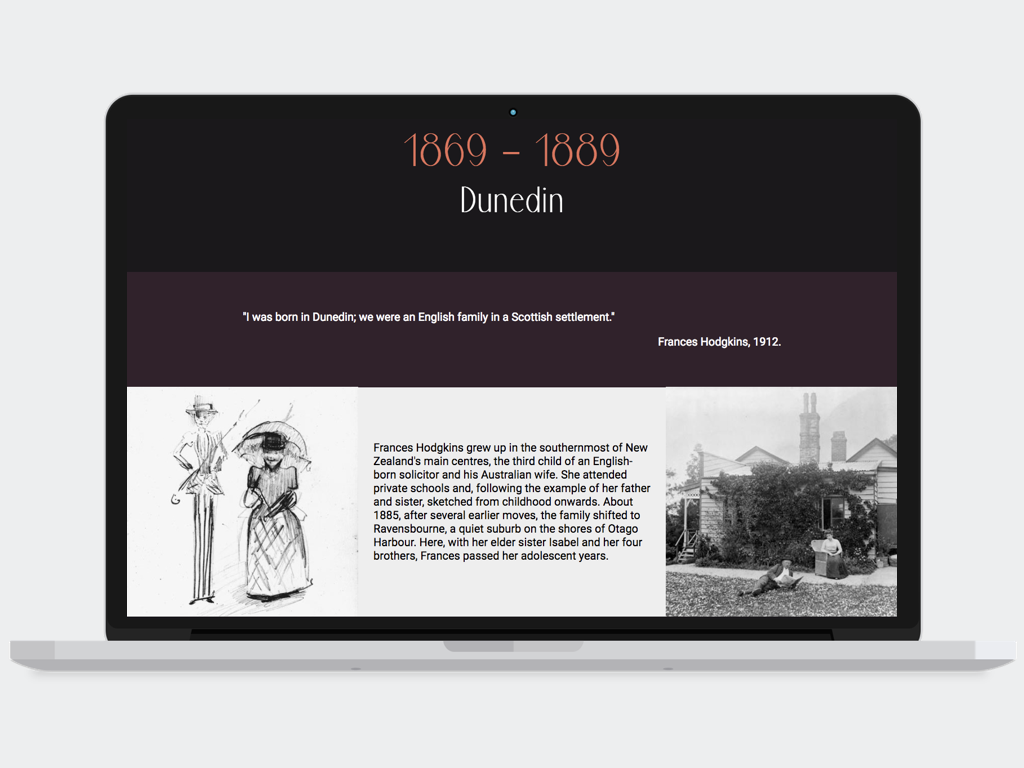 1869 – 1889
Dunedin
"I was born in Dunedin; we were an English family in a Scottish settlement."
Frances Hodgkins, 1912.
Frances Hodgkins grew up in the southernmost of New
Zealand's main centres, the third child of an English-
born solicitor and his Australian wife. She attended
private schools and, following the example of her father
and sister, sketched from childhood onwards. About
1885, after several earlier moves, the family shifted to
Ravensbourne, a quiet suburb on the shores of Otago
Harbour. Here, with her elder sister Isabel and her four
brothers, Frances passed her adolescent years.